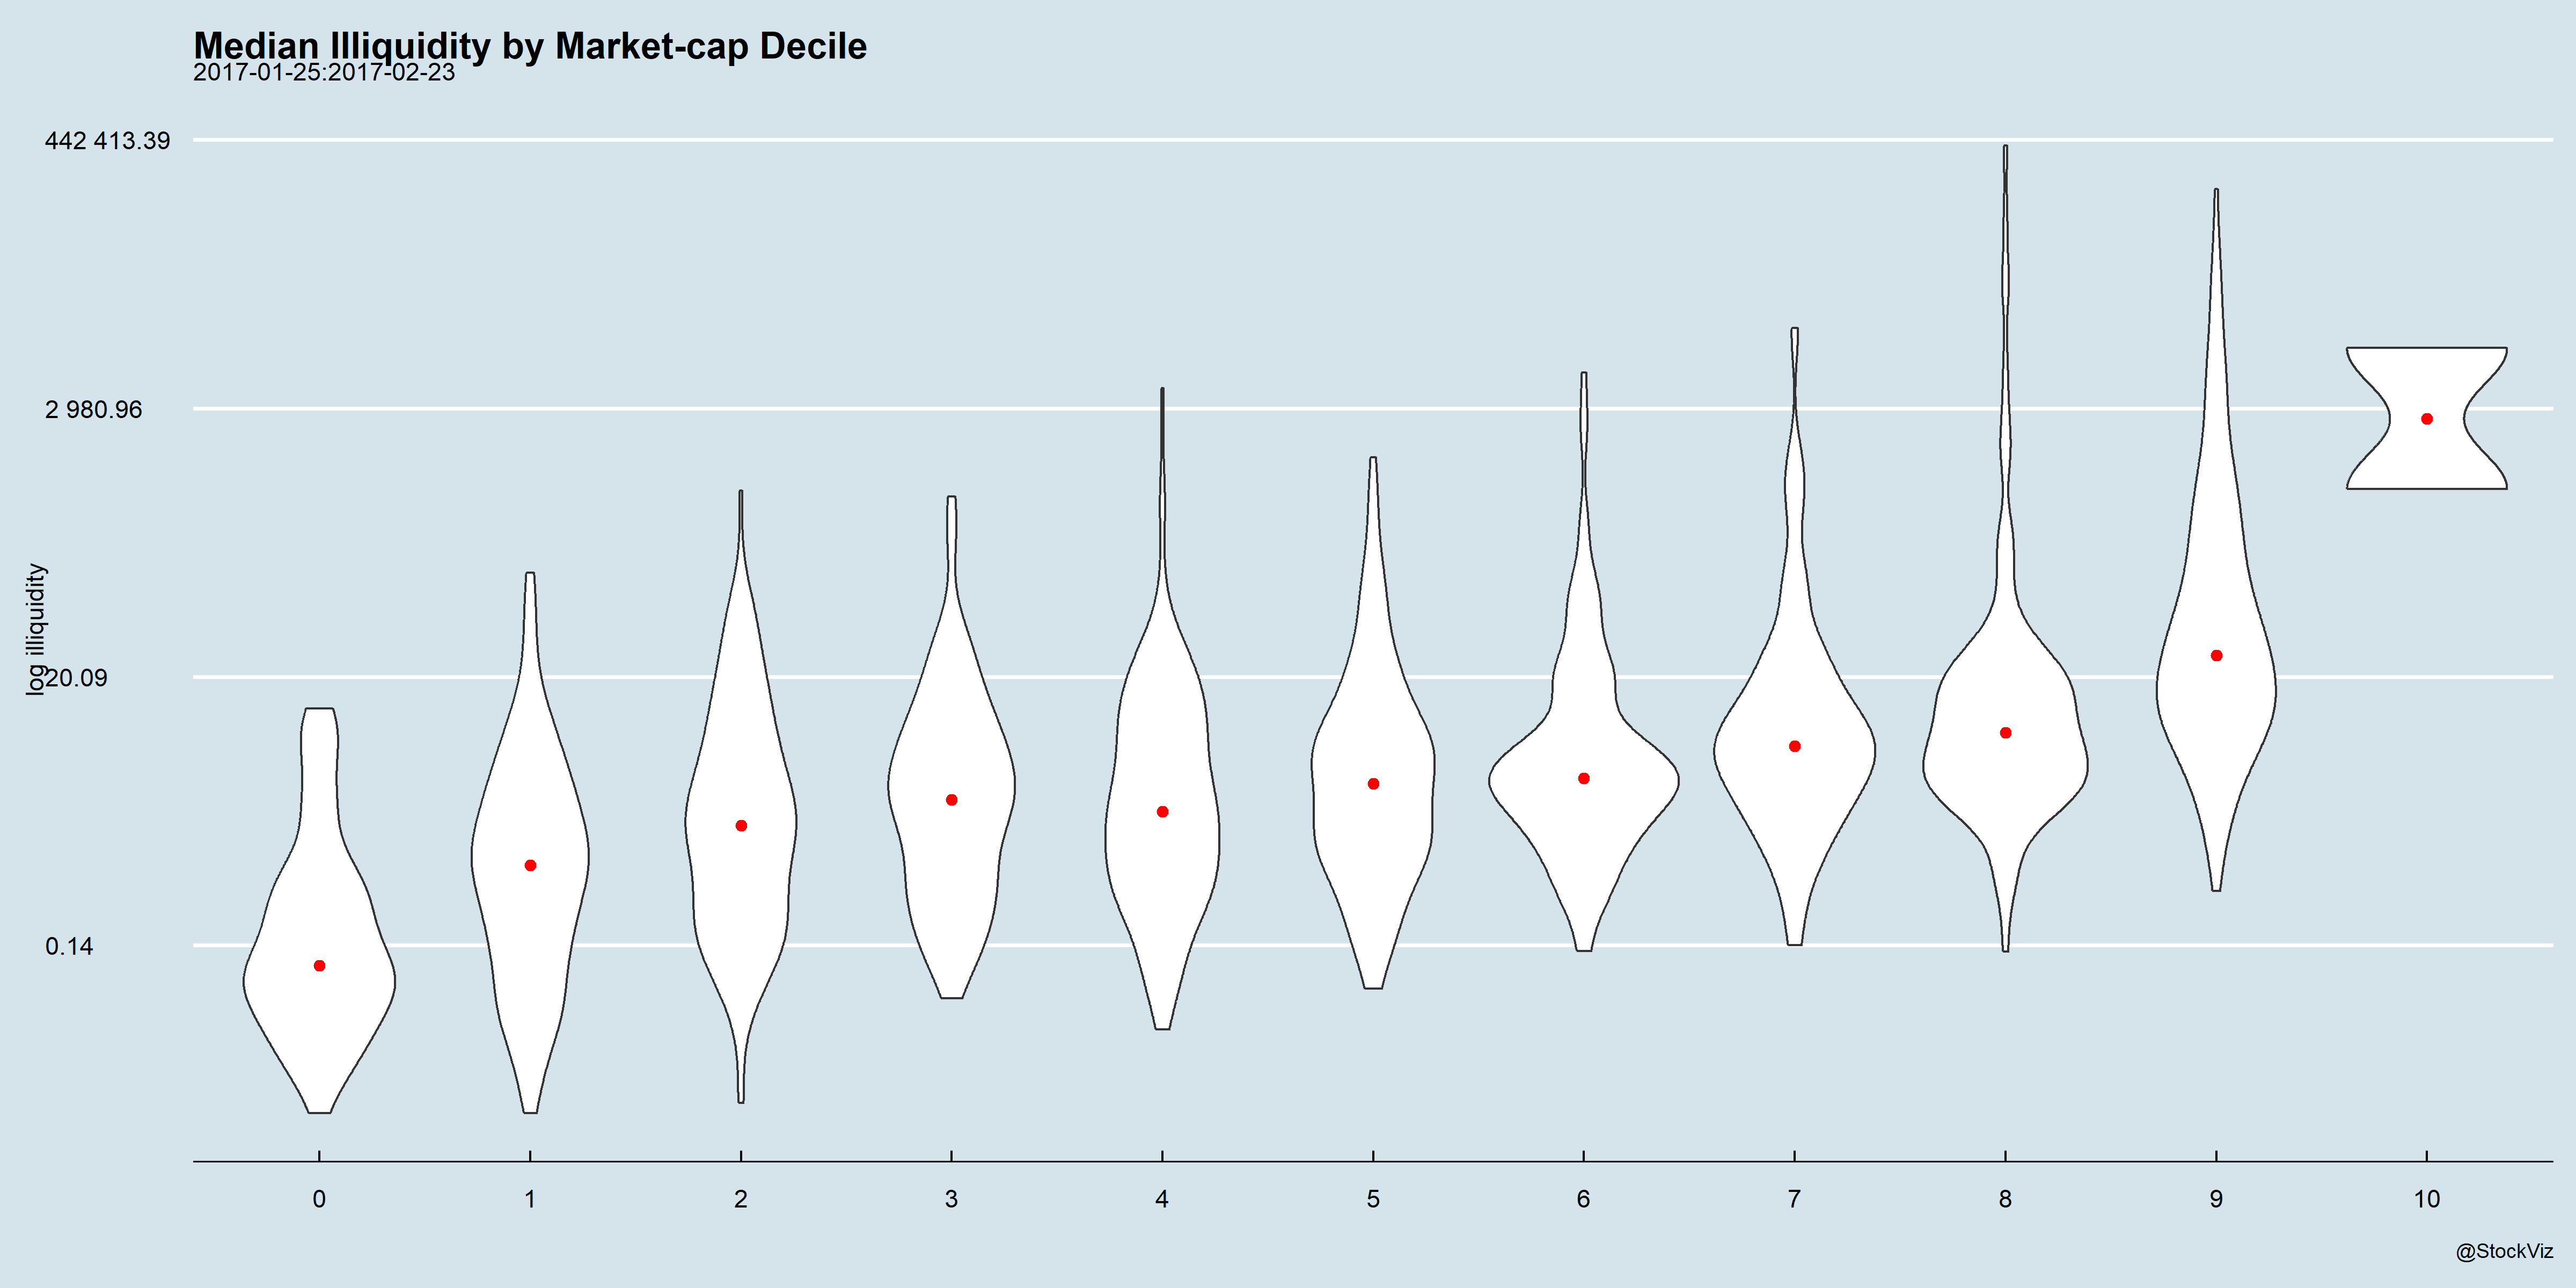 Median Illiquidity by Market-cap Decile
2017-01-25:2017-02-23
442 413.39
2 980.96
20.09
0.14
log illiquidity
0 1 2 3 4 5 6 7 8 9 10
@StockViz